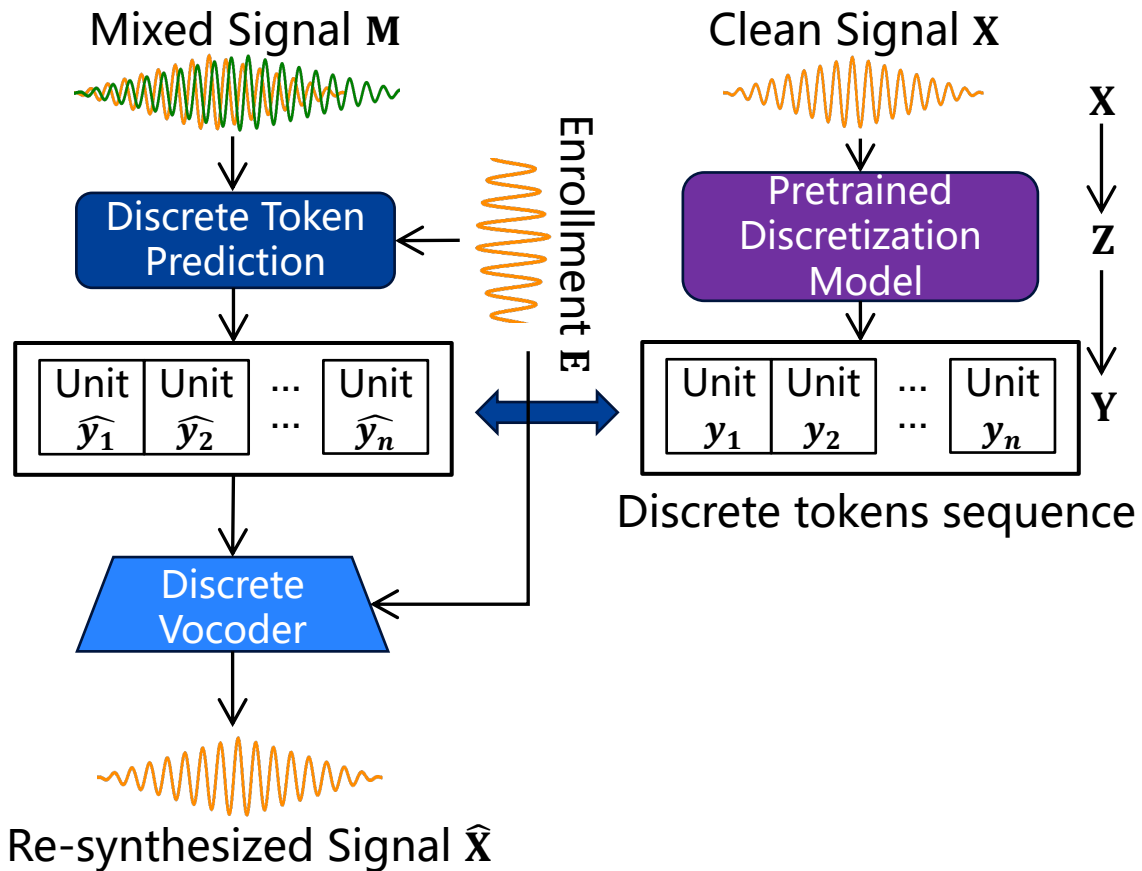 Mixed Signal M
Clean Signal X
Enrollment E
X
Z
Y
Discrete Token
Prediction
Pretrained
Discretization
Model
Unit Unit ... Unit
ŷ₁ ŷ₂ ... ŷₙ
Unit Unit ... Unit
y₁ y₂ ... yₙ
Discrete tokens sequence
Discrete
Vocoder
Re-synthesized Signal X̂